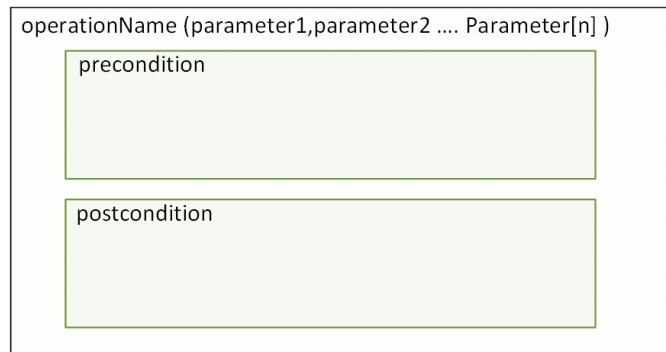 operationName (parameter1,parameter2 .... Parameter[n] )
precondition
postcondition